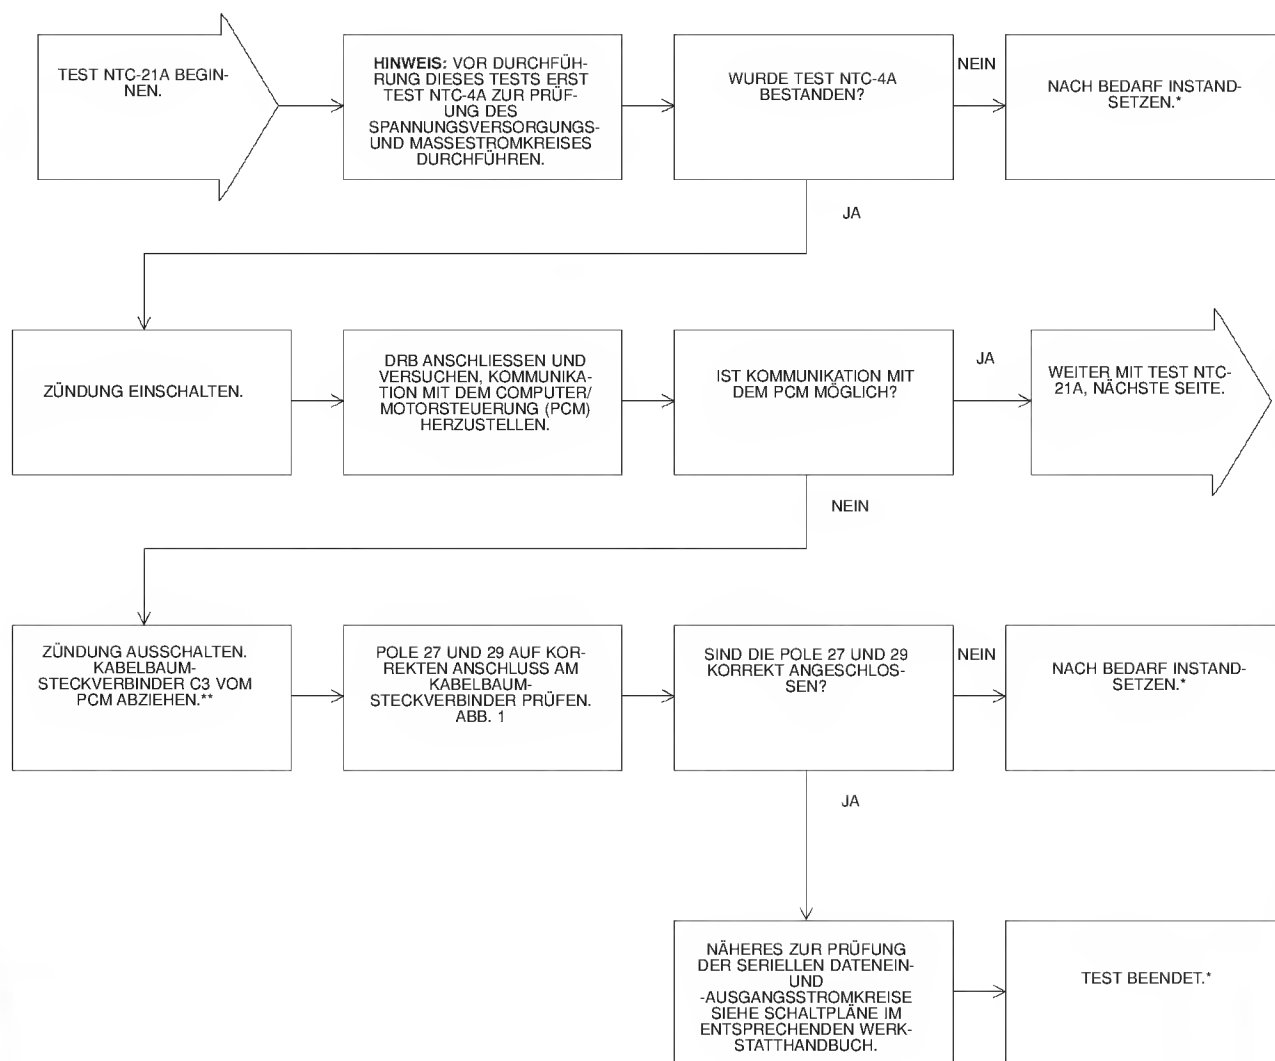 TEST NTC-21A BEGIN-
NEN.
HINWEIS: VOR DURCHFÜH-
RUNG DIESES TESTS ERST
TEST NTC-4A ZUR PRÜF-
UNG DES
SPANNUNGSVERSORGUNGS-
UND MASSESTROMKREISES
DURCHFÜHREN.
WURDE TEST NTC-4A
BESTANDEN?
NEIN
NACH BEDARF INSTAND-
SETZEN.*
JA
ZÜNDUNG EINSCHALTEN.
DRB ANSCHLIESSEN UND
VERSUCHEN, KOMMUNIKA-
TION MIT DEM COMPUTER/
MOTORSTEUERUNG (PCM)
HERZUSTELLEN.
IST KOMMUNIKATION MIT
DEM PCM MÖGLICH?
JA
WEITER MIT TEST NTC-
21A, NÄCHSTE SEITE.
NEIN
ZÜNDUNG AUSSCHALTEN.
KABELBAUM-
STECKVERBINDER C3 VOM
PCM ABZIEHEN.**
POLE 27 UND 29 AUF KOR-
REKTEN ANSCHLUSS AM
KABELBAUM-
STECKVERBINDER PRÜFEN.
ABB. 1
SIND DIE POLE 27 UND 29
KORREKT ANGESCHLOS-
SEN?
NEIN
NACH BEDARF INSTAND-
SETZEN.*
JA
NÄHERES ZUR PRÜFUNG
DER SERIELLEN DATENEIN-
UND
-AUSGANGSSTROMKREISE
SIEHE SCHALTPLÄNE IM
ENTSPRECHENDEN WERK-
STATTHANDBUCH.
TEST BEENDET.*